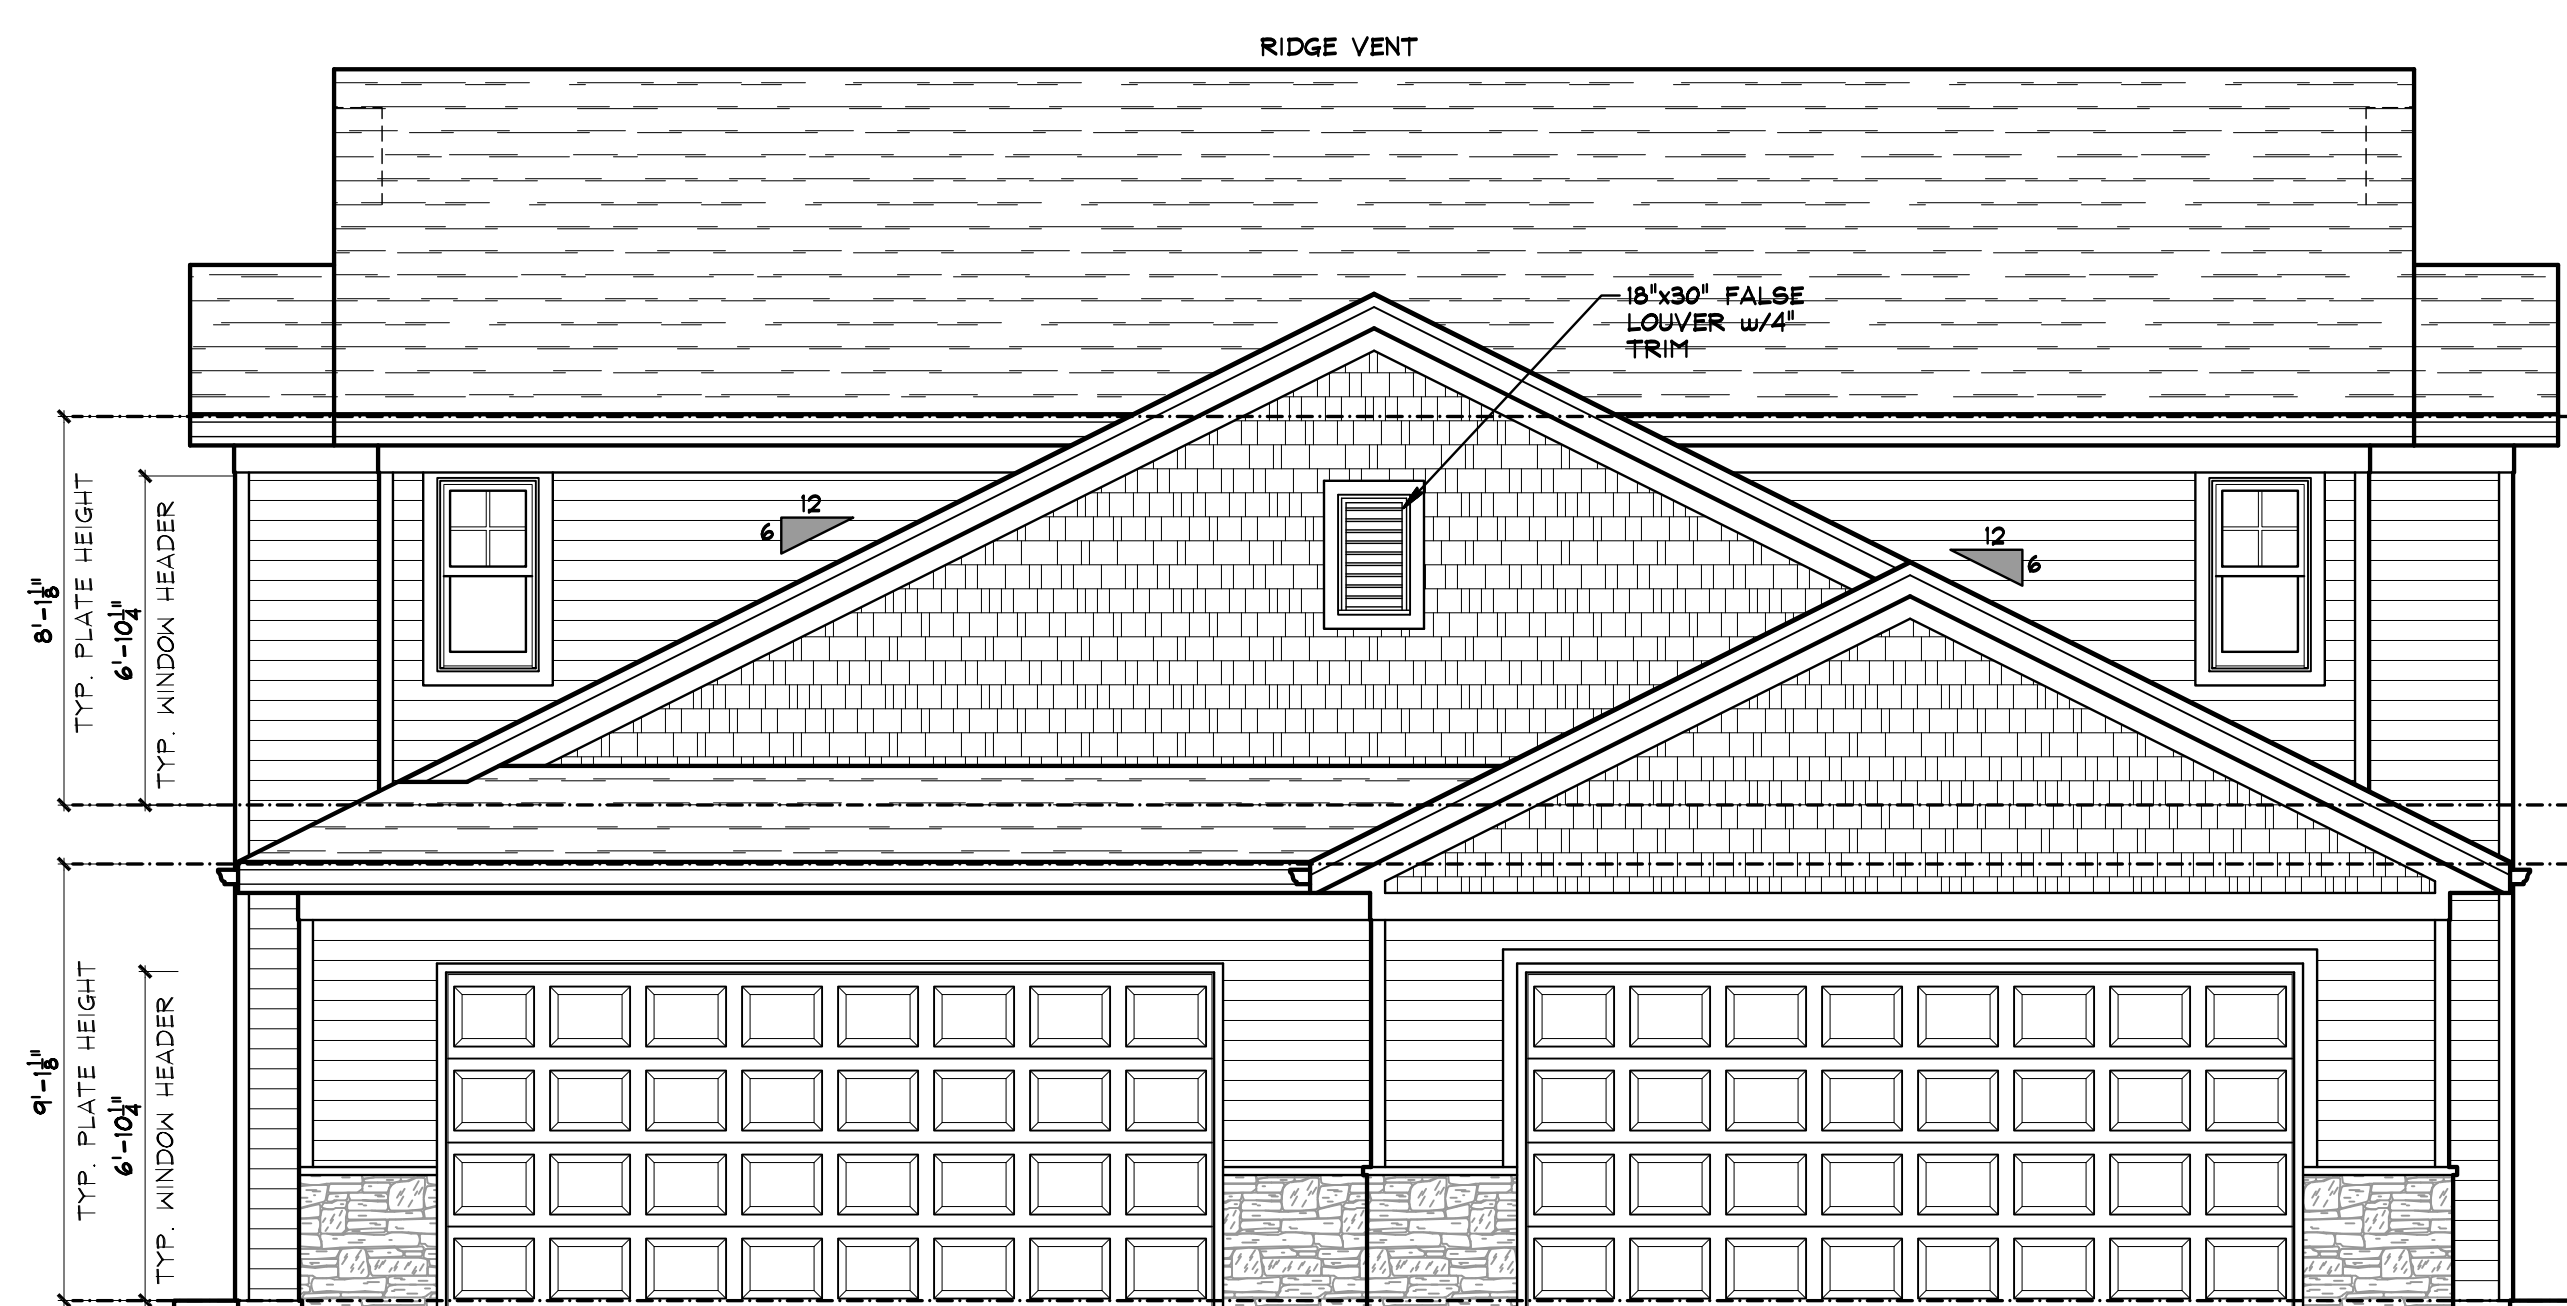 RIDGE VENT
18"x30" FALSE
LOUVER w/4"
TRIM
12
6
12
6
8'-1 1/8"
TYP. PLATE HEIGHT
6'-10 1/4"
TYP. WINDOW HEADER
9'-1 1/8"
TYP. PLATE HEIGHT
6'-10 1/4"
TYP. WINDOW HEADER